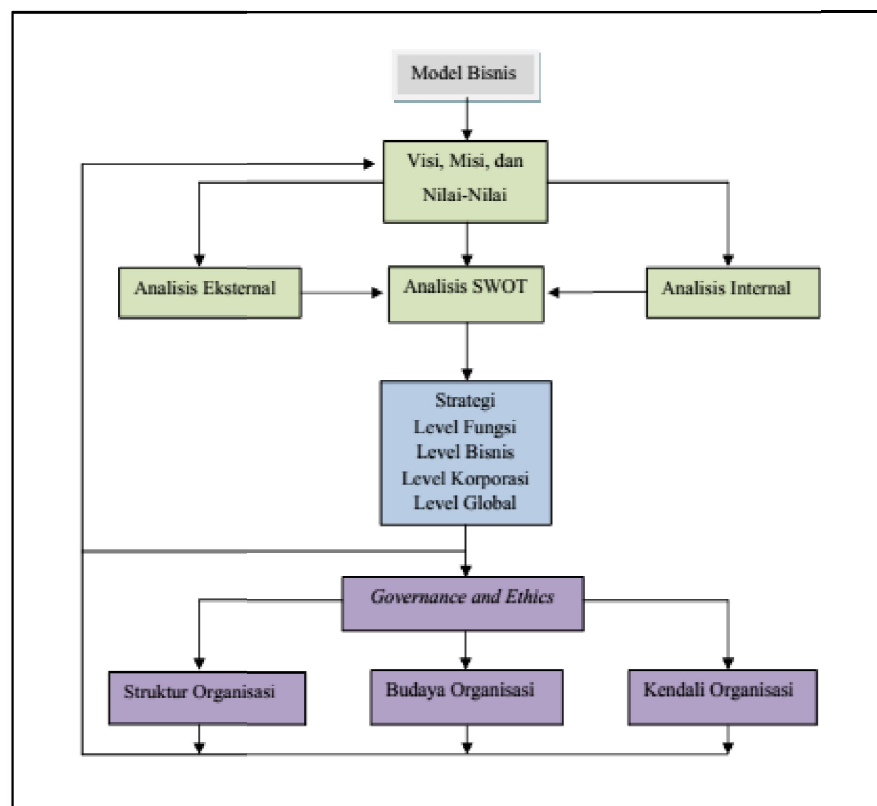 Model Bisnis
Visi, Misi, dan
Nilai-Nilai
Analisis Eksternal
Analisis SWOT
Analisis Internal
Strategi
Level Fungsi
Level Bisnis
Level Korporasi
Level Global
Governance and Ethics
Struktur Organisasi
Budaya Organisasi
Kendali Organisasi